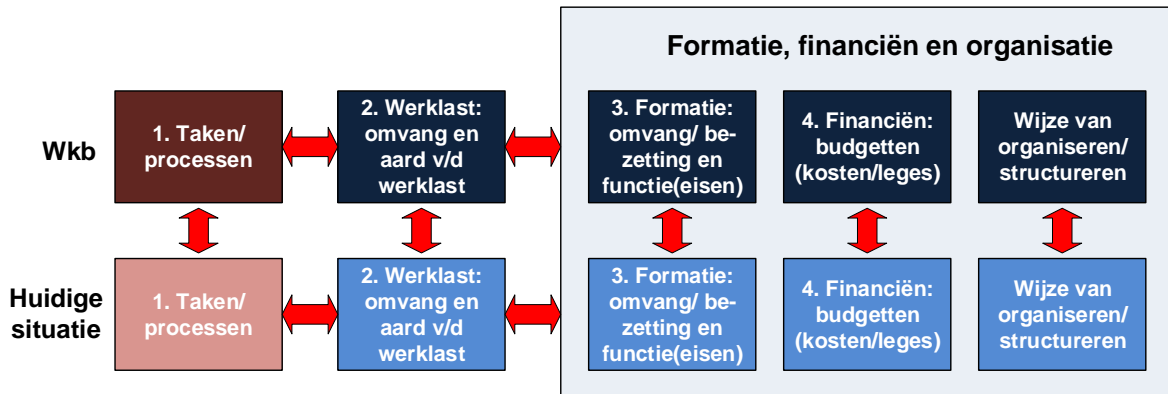 Formatie, financiën en organisatie
Wkb
1. Taken/
processen
2. Werklast:
omvang en
aard v/d
werklast
3. Formatie:
omvang/ be-
zetting en
functie(eisen)
4. Financiën:
budgetten
(kosten/leges)
Wijze van
organiseren/
structureren
Huidige
situatie
1. Taken/
processen
2. Werklast:
omvang en
aard v/d
werklast
3. Formatie:
omvang/ be-
zetting en
functie(eisen)
4. Financiën:
budgetten
(kosten/leges)
Wijze van
organiseren/
structureren